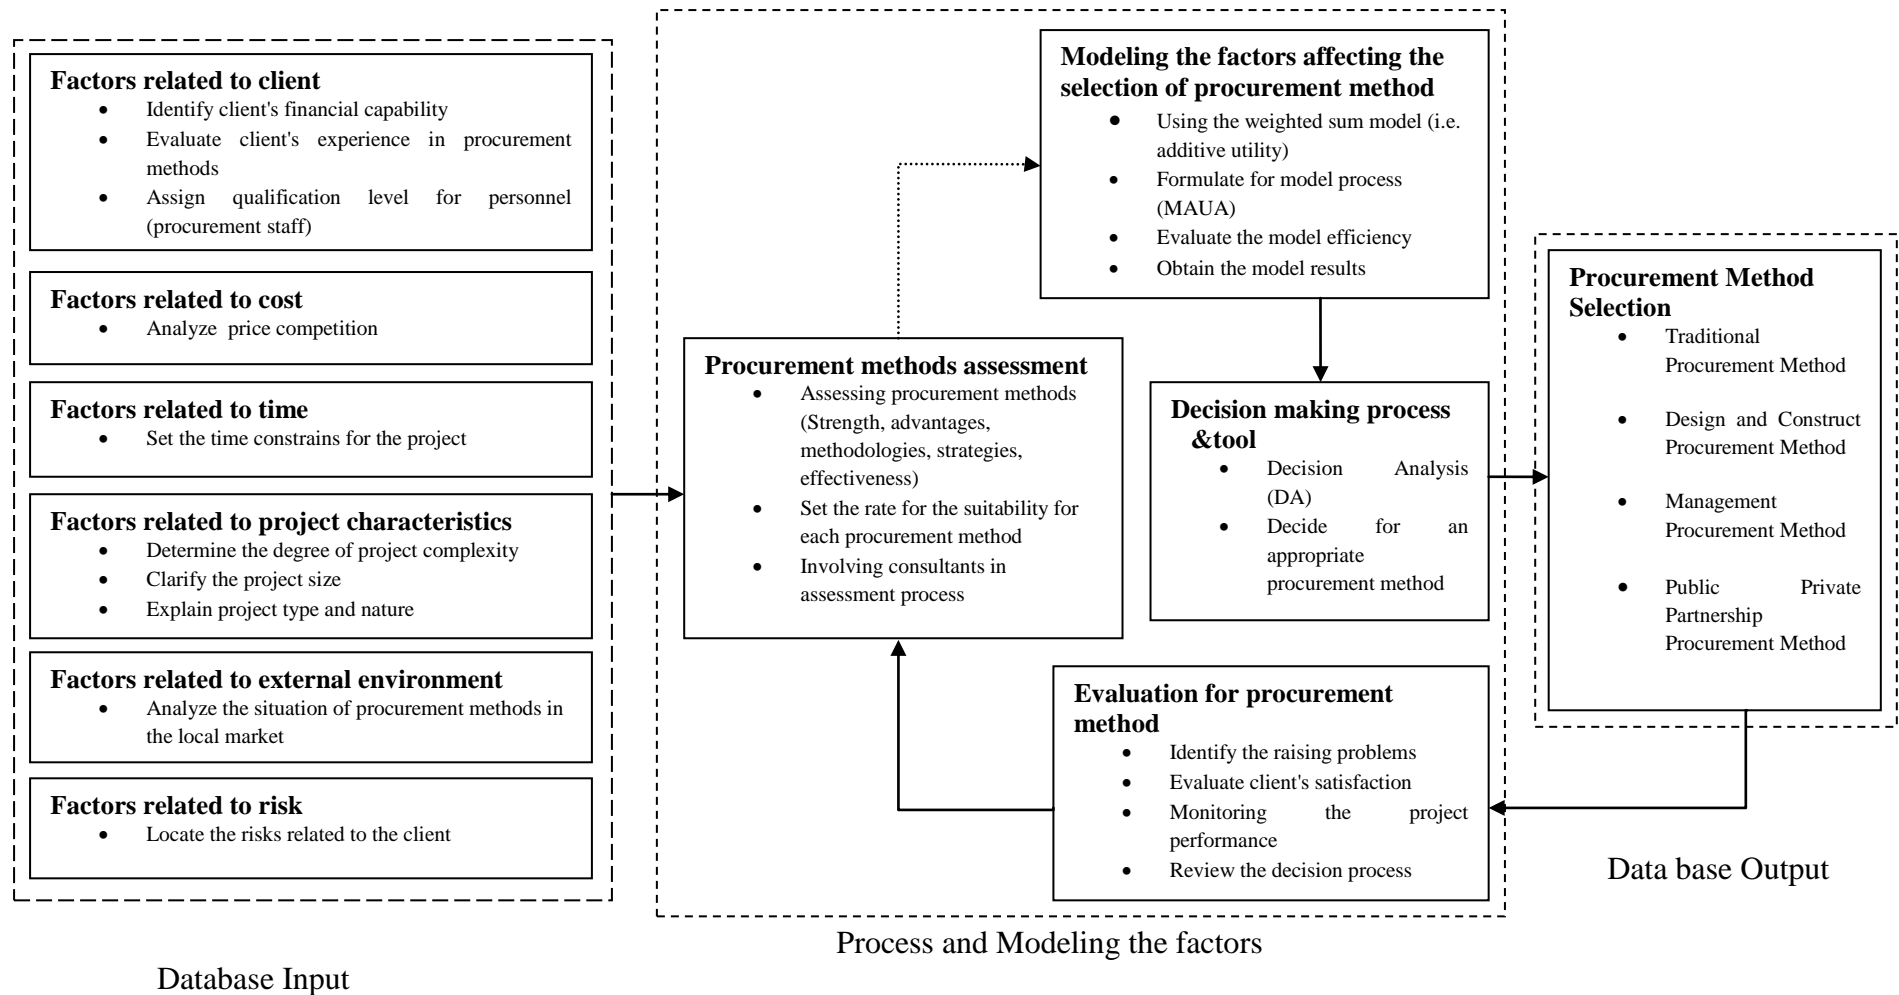 Factors related to client
• Identify client's financial capability
• Evaluate client's experience in procurement
methods
• Assign qualification level for personnel
(procurement staff)
Factors related to cost
• Analyze price competition
Factors related to time
• Set the time constrains for the project
Factors related to project characteristics
• Determine the degree of project complexity
• Clarify the project size
• Explain project type and nature
Factors related to external environment
• Analyze the situation of procurement methods in
the local market
Factors related to risk
• Locate the risks related to the client
Database Input
Procurement methods assessment
• Assessing procurement methods
(Strength, advantages,
methodologies, strategies,
effectiveness)
• Set the rate for the suitability for
each procurement method
• Involving consultants in
assessment process
Modeling the factors affecting the
selection of procurement method
• Using the weighted sum model (i.e.
additive utility)
• Formulate for model process
(MAUA)
• Evaluate the model efficiency
• Obtain the model results
Decision making process
&tool
• Decision Analysis
(DA)
• Decide for an
appropriate
procurement method
Evaluation for procurement
method
• Identify the raising problems
• Evaluate client's satisfaction
• Monitoring the project
performance
• Review the decision process
Process and Modeling the factors
Procurement Method
Selection
• Traditional
Procurement Method
• Design and Construct
Procurement Method
• Management
Procurement Method
• Public Private
Partnership
Procurement Method
Data base Output